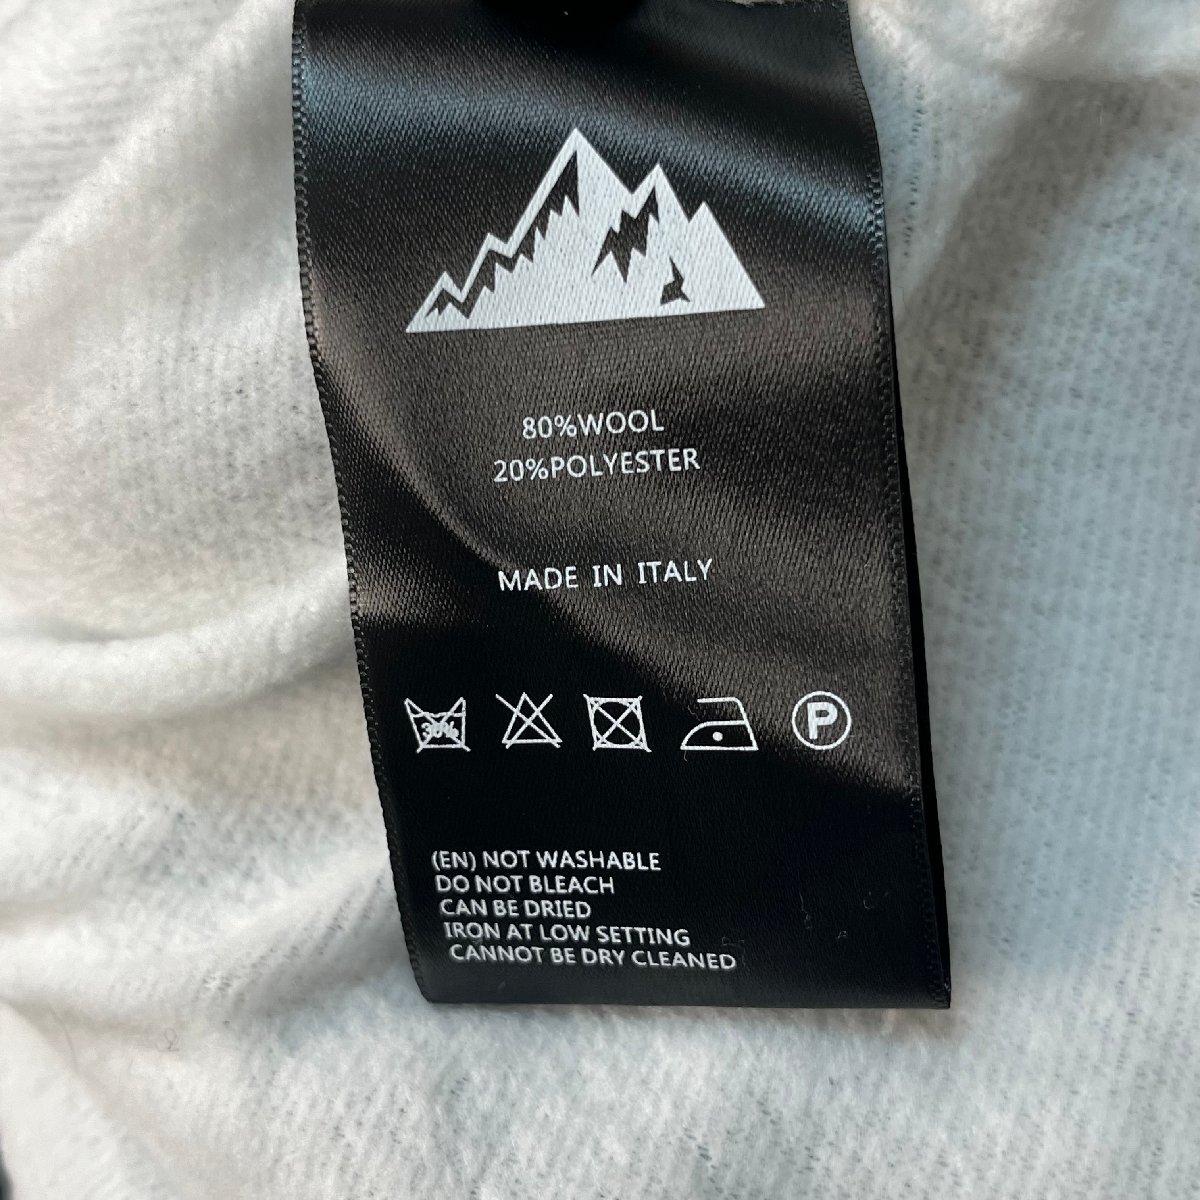 80%WOOL
20%POLYESTER
MADE IN ITALY
30%
P
(EN) NOT WASHABLE
DO NOT BLEACH
CAN BE DRIED
IRON AT LOW SETTING
CANNOT BE DRY CLEANED